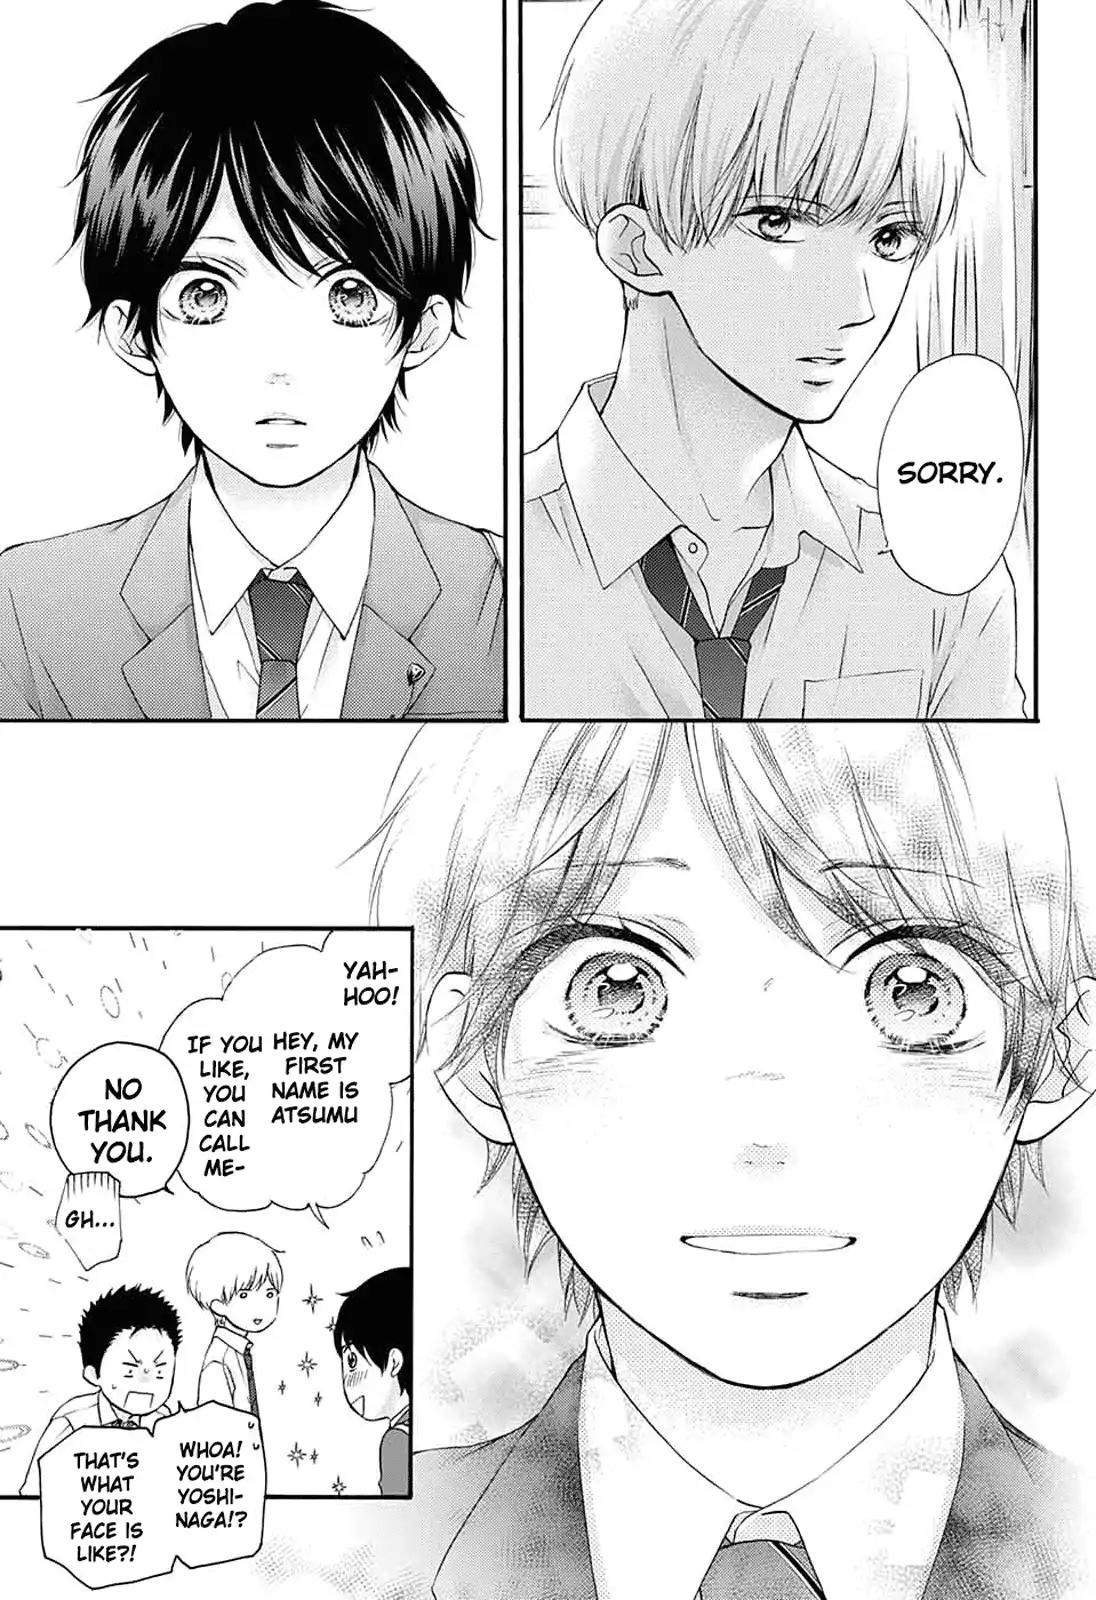 SORRY.
YAH-
HOO!
HEY, MY
FIRST
NAME IS
ATSUMU
IF YOU
LIKE,
YOU
CAN
CALL
ME-
NO
THANK
YOU.
GH...
WHOA!
YOU'RE
YOSHI-
NAGA!?
THAT'S
WHAT
YOUR
FACE IS
LIKE?!